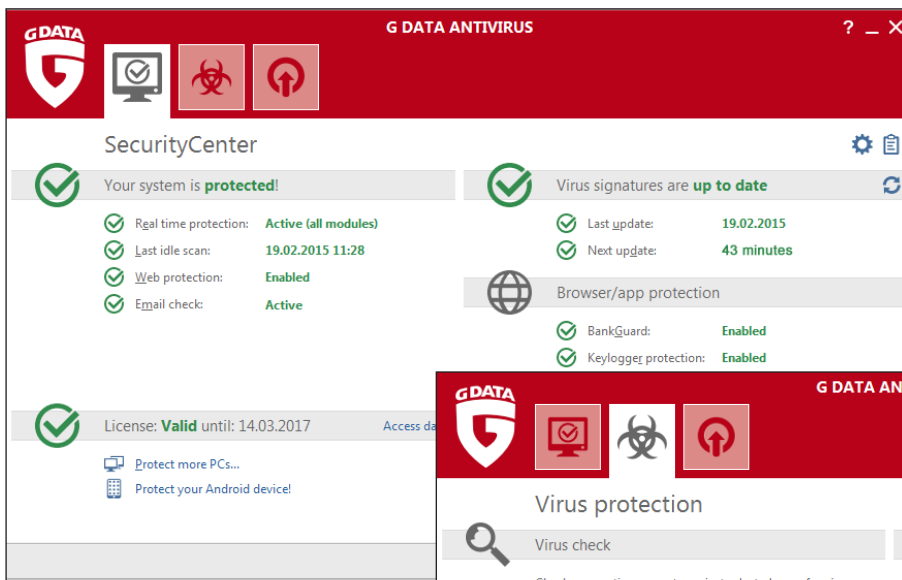 G DATA ANTIVIRUS
? _ X
G DATA
SecurityCenter
Your system is protected!
Real time protection: Active (all modules)
Last idle scan: 19.02.2015 11:28
Web protection: Enabled
Email check: Active
Virus signatures are up to date
Last update: 19.02.2015
Next update: 43 minutes
Browser/app protection
BankGuard: Enabled
Keylogger protection: Enabled
License: Valid until: 14.03.2017 Access da
Protect more PCs...
Protect your Android device!
G DATA AN
G DATA
Virus protection
Virus check